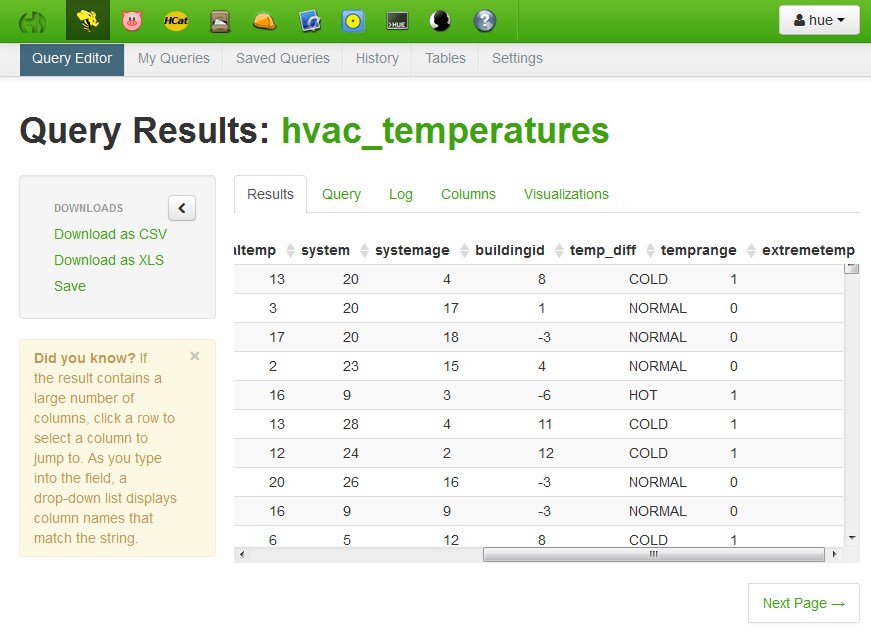 HCat
>HUE
?
hue
Query Editor My Queries Saved Queries History Tables Settings
Query Results: hvac_temperatures
DOWNLOADS
Download as CSV
Download as XLS
Save
Did you know? If
the result contains a
large number of
columns, click a row to
select a column to
jump to. As you type
into the field, a
drop-down list displays
column names that
match the string.
×
Results Query Log Columns Visualizations
altemp system systemage buildingid temp_diff temprange extremetemp
13 20 4 8 COLD 1
3 20 17 1 NORMAL 0
17 20 18 -3 NORMAL 0
2 23 15 4 NORMAL 0
16 9 3 -6 HOT 1
13 28 4 11 COLD 1
12 24 2 12 COLD 1
20 26 16 -3 NORMAL 0
16 9 9 -3 NORMAL 0
6 5 12 8 COLD 1
Next Page →